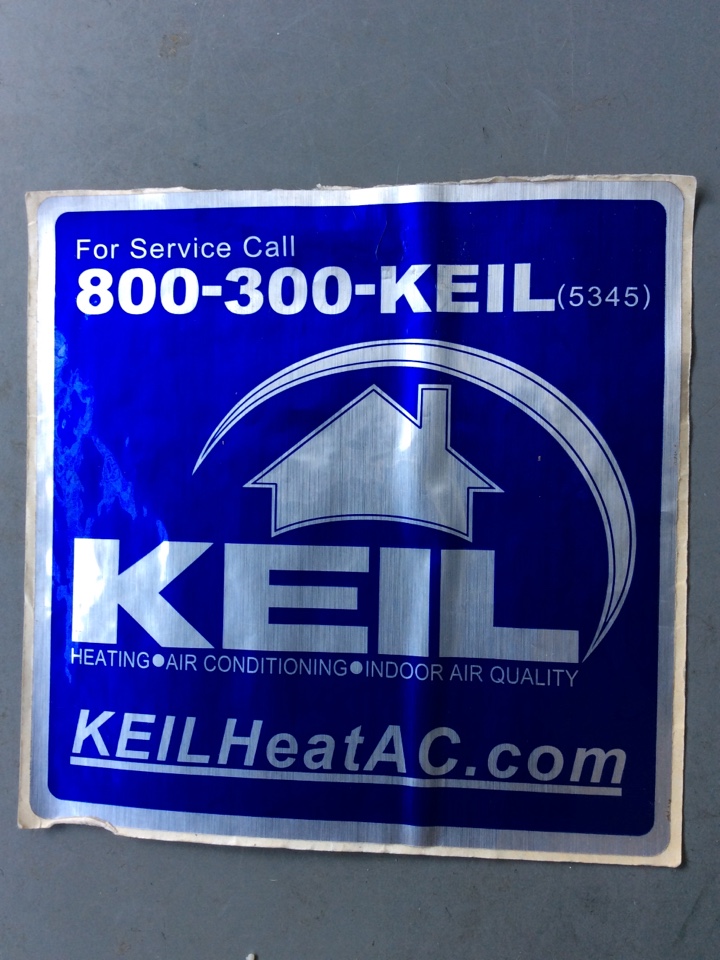 For Service Call
800-300-KEIL(5345)
KEIL
HEATING●AIR CONDITIONING●INDOOR AIR QUALITY
KEILHeatAC.com